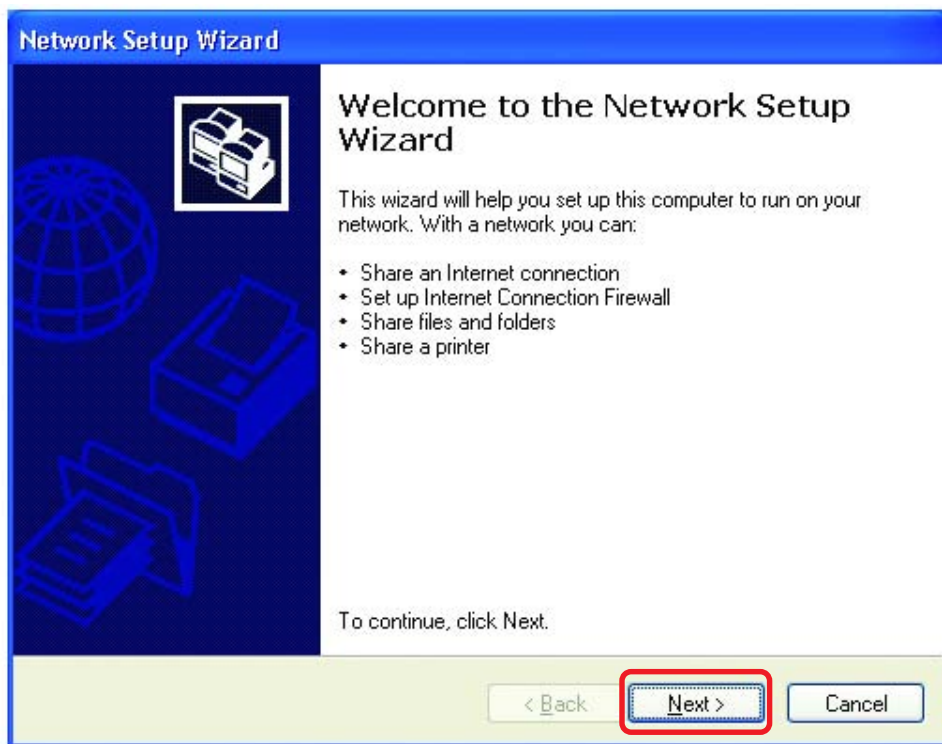 Network Setup Wizard
Welcome to the Network Setup
Wizard
This wizard will help you set up this computer to run on your
network. With a network you can:
• Share an Internet connection
• Set up Internet Connection Firewall
• Share files and folders
• Share a printer
To continue, click Next.
< Back Next > Cancel